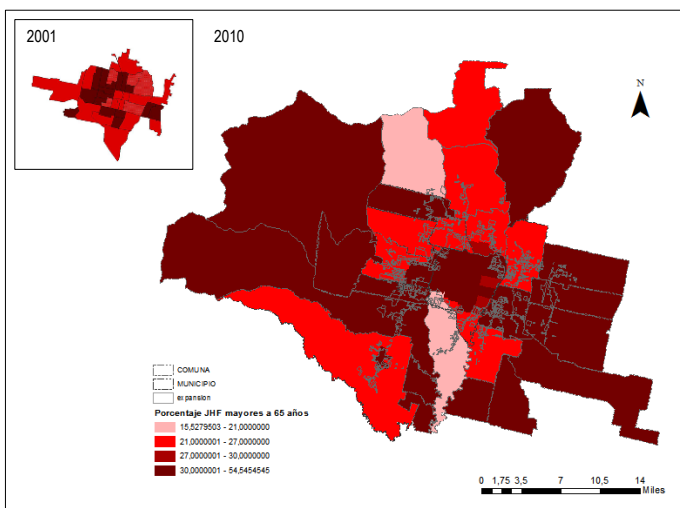 2001
2010
N
COMUNA
MUNICIPIO
expansion
Porcentaje JHF mayores a 65 años
15,5279503 - 21,0000000
21,0000001 - 27,0000000
27,0000001 - 30,0000000
30,0000001 - 54,5454545
0 1,75 3,5 7 10,5 14
Miles